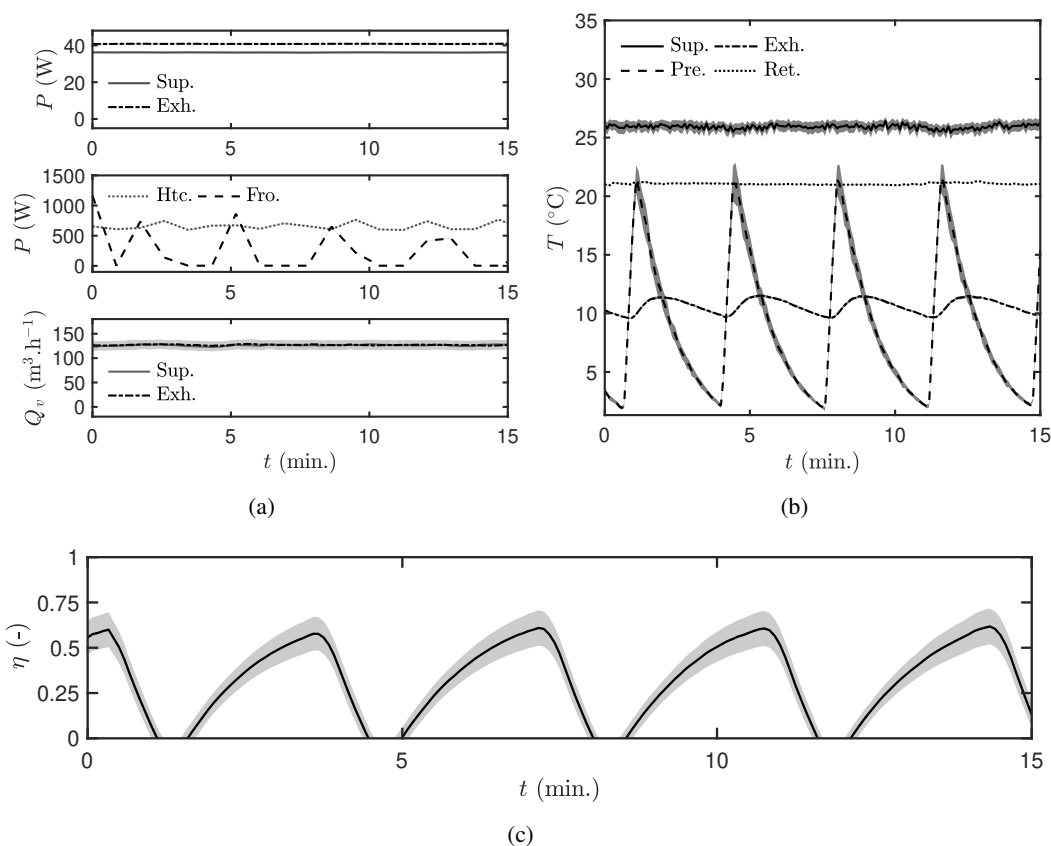 P (W)
40
20
0
Sup.
Exh.
0 5 10 15
P (W)
1500
1000
500
0
Htc. Fro.
0 5 10 15
Q_v (m³.h⁻¹)
150
100
50
0
Sup.
Exh.
0 5 10 15
t (min.)
(a)
T (°C)
35
30
25
20
15
10
5
Sup. Exh.
Pre. Ret.
0 5 10 15
t (min.)
(b)
η (-)
1
0.75
0.5
0.25
0
0 5 10 15
t (min.)
(c)